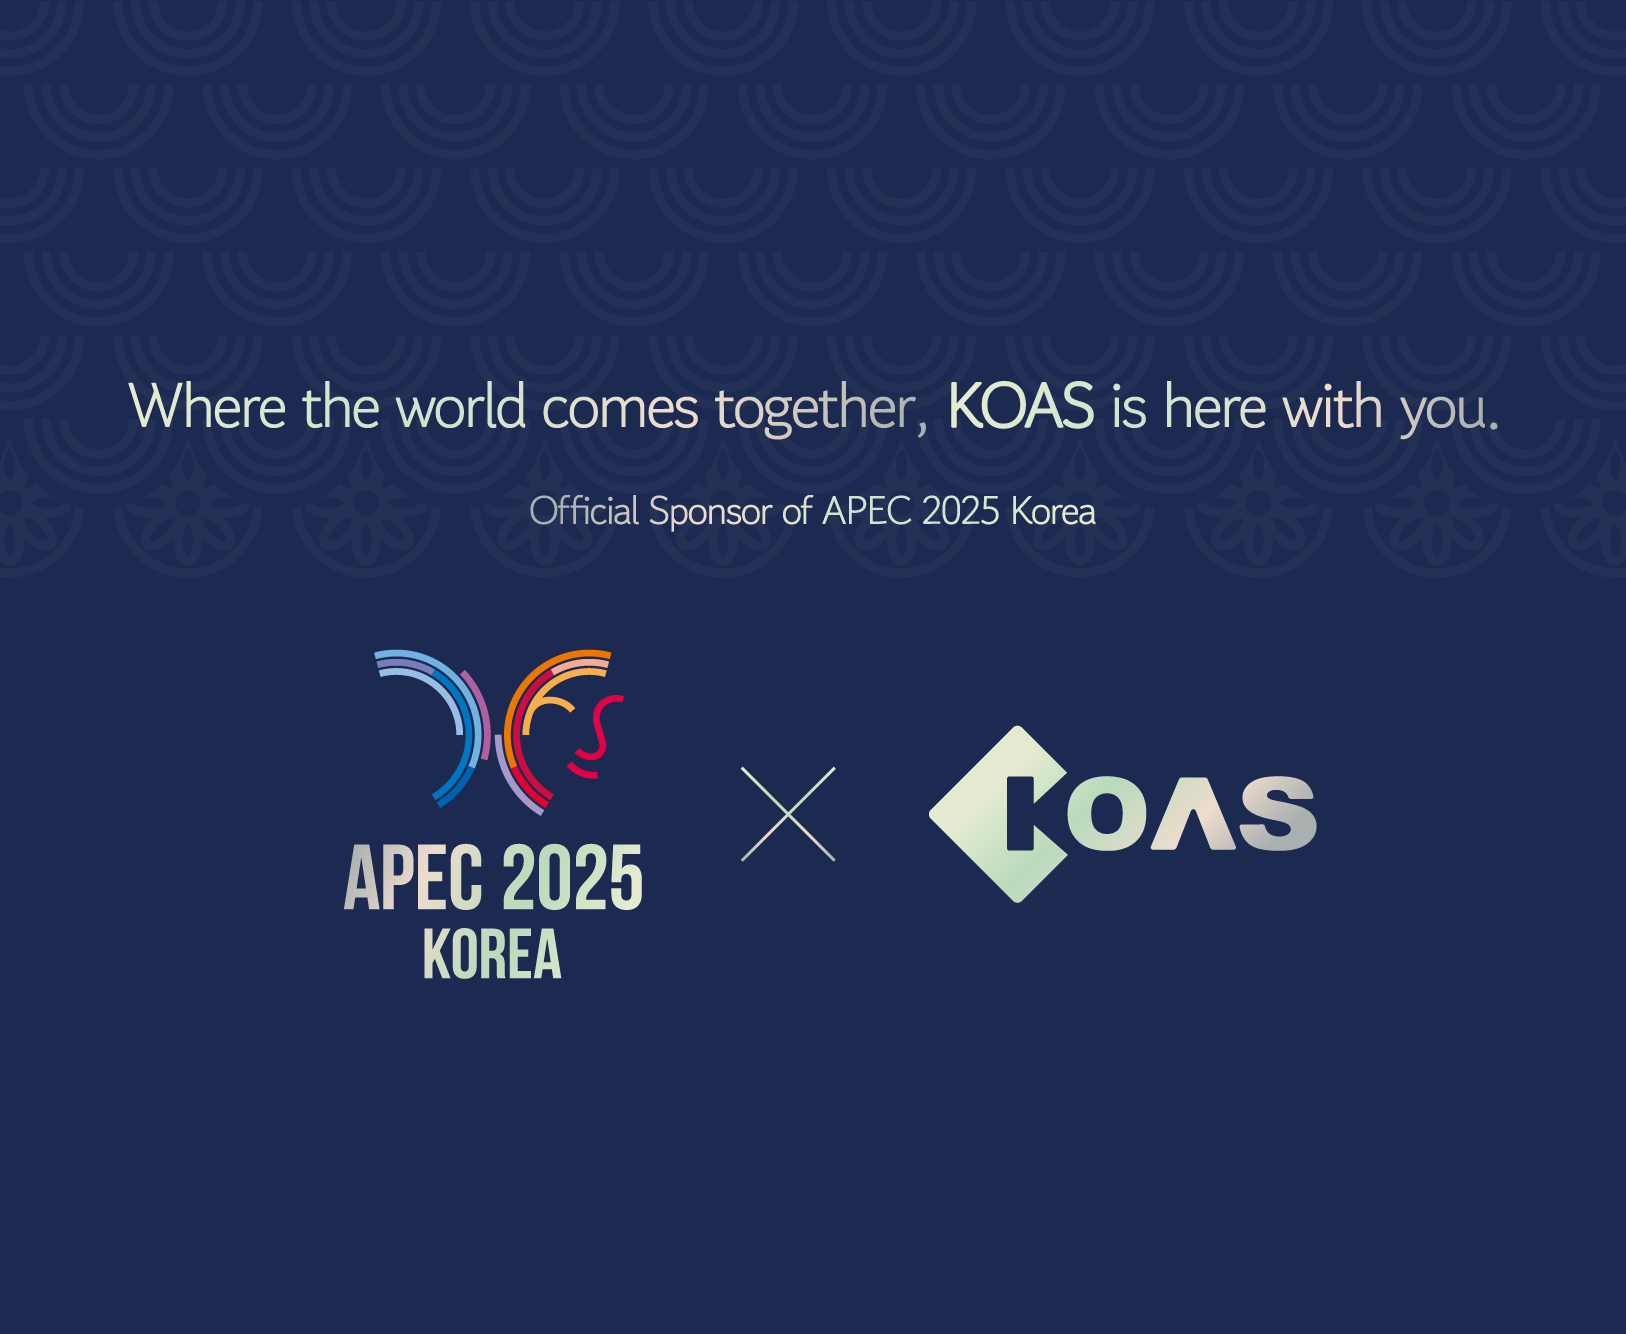 Where the world comes together, KOAS is here with you.
Official Sponsor of APEC 2025 Korea
APEC 2025
KOREA
KOAS